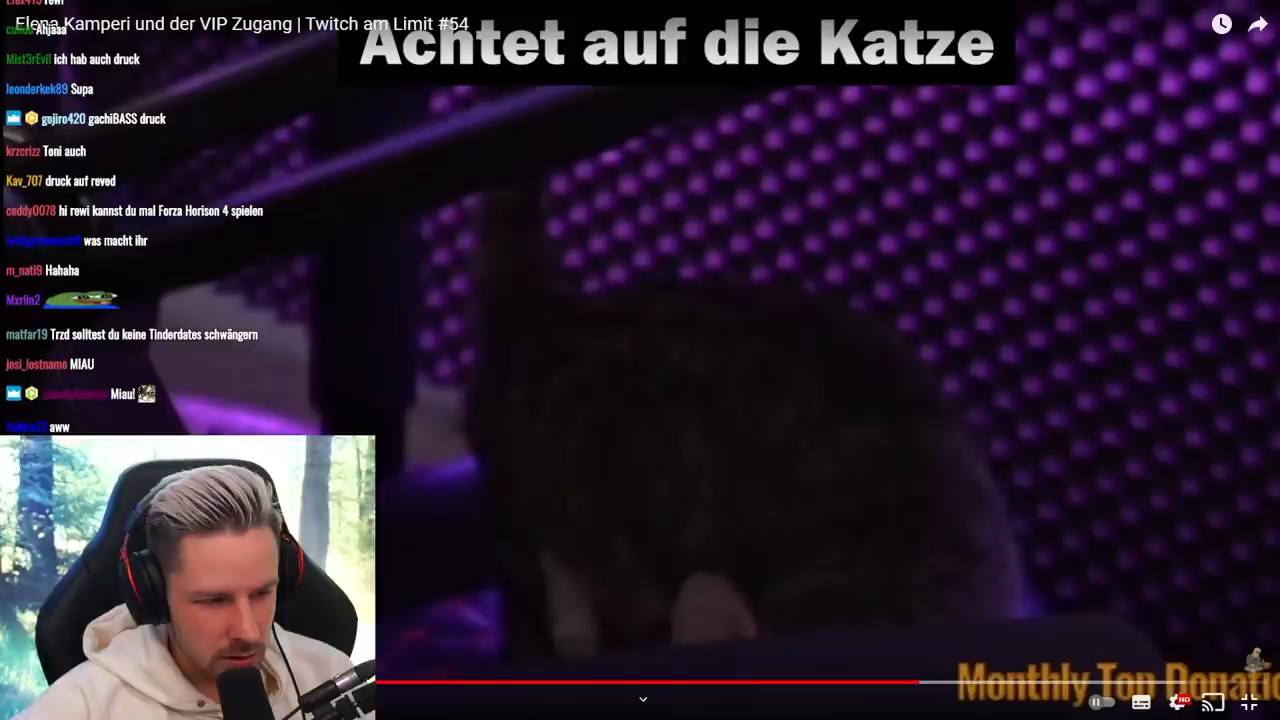 Elena Kamperi und der VIP Zugang | Twitch am Limit #54
Achtet auf die Katze
Ahjaaa
Mist3rEvil ich hab auch druck
leonderkek89 Supa
gojiro420 gachiBASS druck
krzcrizz Toni auch
Kav_707 druck auf reved
coddy0078 hi rewi kannst du mal Forza Horison 4 spielen
was macht ihr
m_nati9 Hahaha
Mxrlin2
matfar19 Trzd solltest du keine Tinderdates schwängern
josi_lostnamo MIAU
Miau!
aww
Monthly Top Donatio
HD